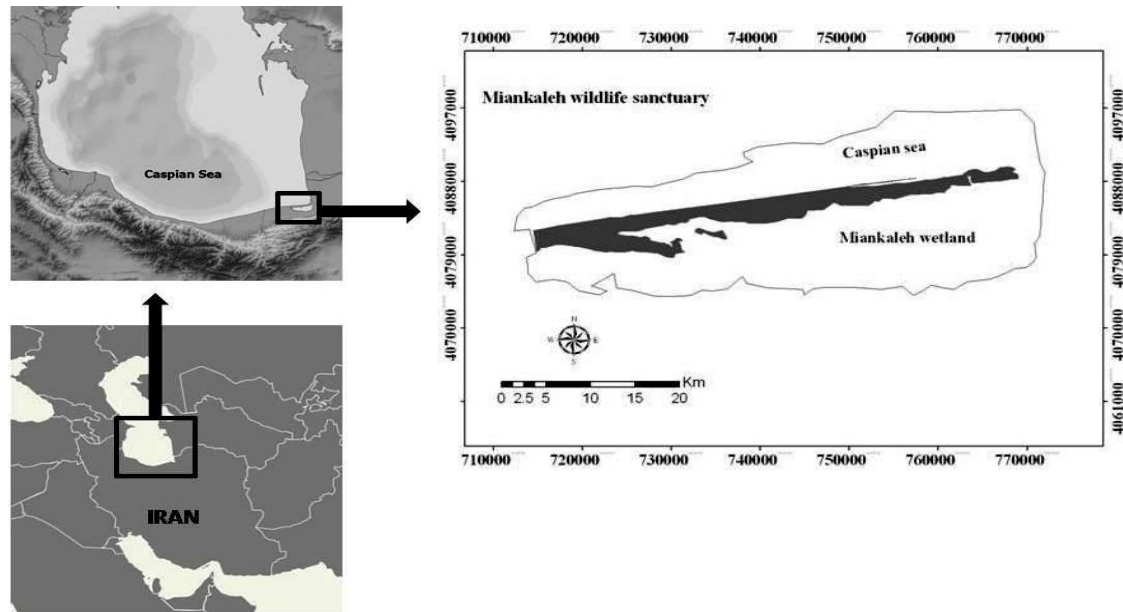 Caspian Sea
IRAN
710000 720000 730000 740000 750000 760000 770000
Miankaleh wildlife sanctuary
Caspian sea
Miankaleh wetland
N
W E
S
Km
0 2.5 5 10 15 20
4097000
4088000
4079000
4070000
4061000
4097000
4088000
4079000
4070000
4061000
710000 720000 730000 740000 750000 760000 770000